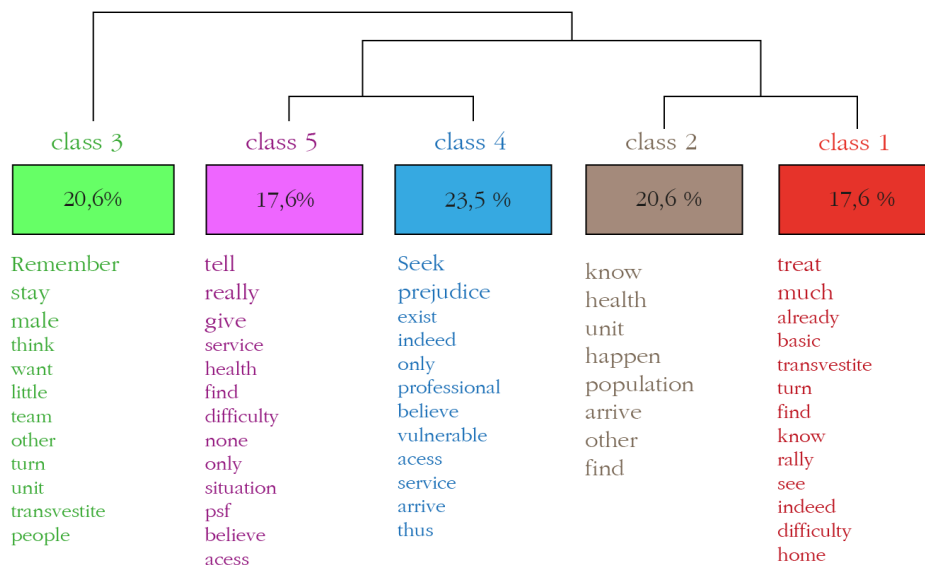 class 3
20,6%
Remember
stay
male
think
want
little
team
other
turn
unit
transvestite
people
class 5
17,6%
tell
really
give
service
health
find
difficulty
none
only
situation
psf
believe
acess
class 4
23,5 %
Seek
prejudice
exist
indeed
only
professional
believe
vulnerable
acess
service
arrive
thus
class 2
20,6 %
know
health
unit
happen
population
arrive
other
find
class 1
17,6 %
treat
much
already
basic
transvestite
turn
find
know
rally
see
indeed
difficulty
home